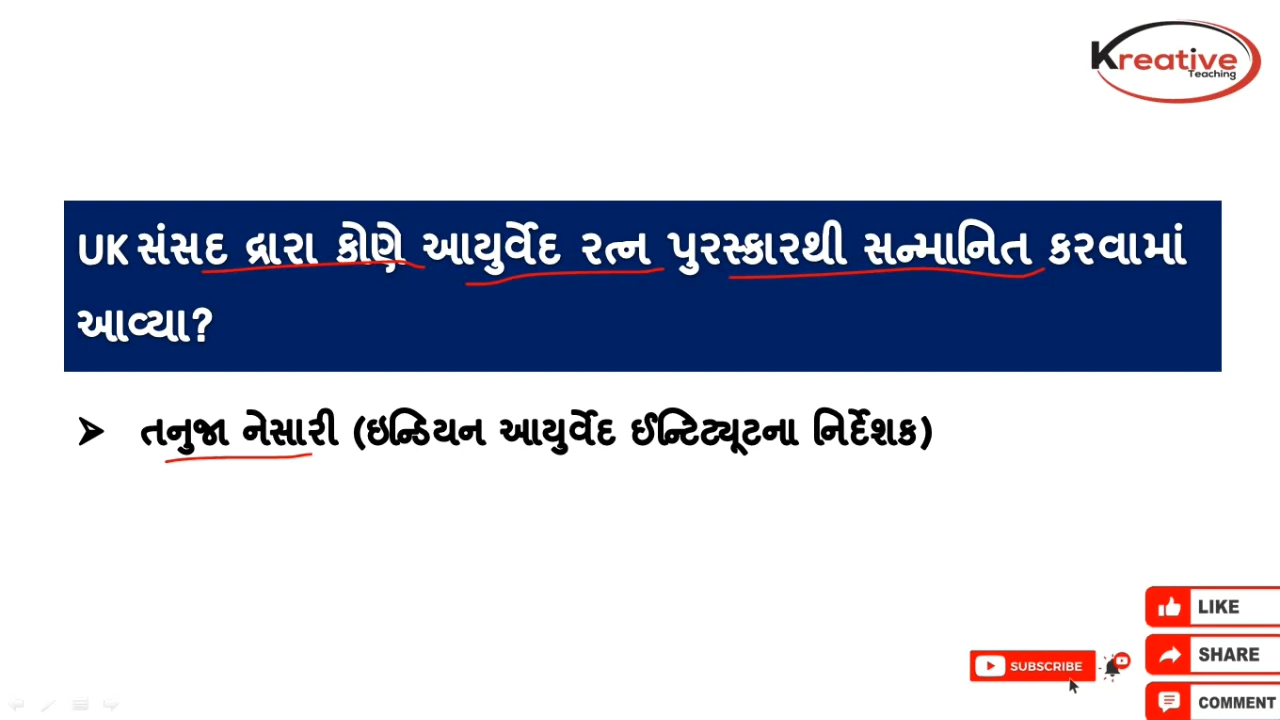 Kreative
Teaching
UK સંસદ દ્વારા કોણે આયુર્વેદ રત્ન પુરસ્કારથી સન્માનિત કરવામાં
આવ્યા?
➤ તનુજા નેસારી (ઇન્ડિયન આયુર્વેદ ઈન્ટિટ્યૂટના નિર્દેશક)
LIKE
SUBSCRIBE
SHARE
COMMENT